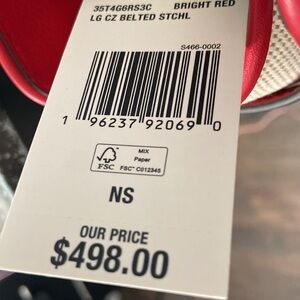 35T4G6RS3C BRIGHT RED
LG CZ BELTED STCHL
S466-0002
1 96237 92069 0
FSC
MIX
Paper
FSC™ C012345
NS
OUR PRICE
$498.00